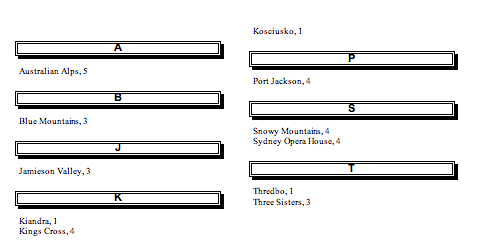 A
Australian Alps, 5
B
Blue Mountains, 3
J
Jamieson Valley, 3
K
Kiandra, 1
Kings Cross, 4
Kosciusko, 1
P
Port Jackson, 4
S
Snowy Mountains, 4
Sydney Opera House, 4
T
Thredbo, 1
Three Sisters, 3